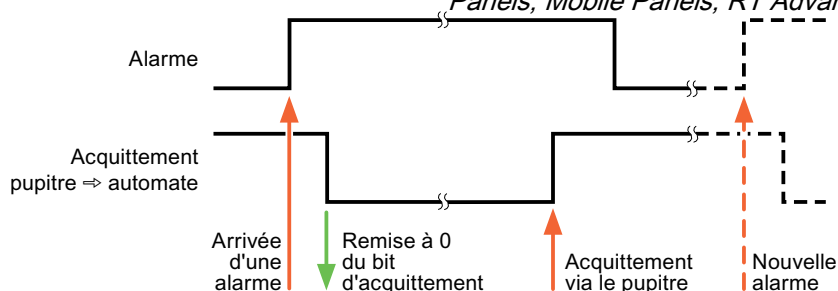 Panels, Mobile Panels, RT Advan
Alarme
Acquittement
pupitre ⇨ automate
Arrivée
d'une
alarme
Remise à 0
du bit
d'acquittement
Acquittement
via le pupitre
Nouvelle
alarme